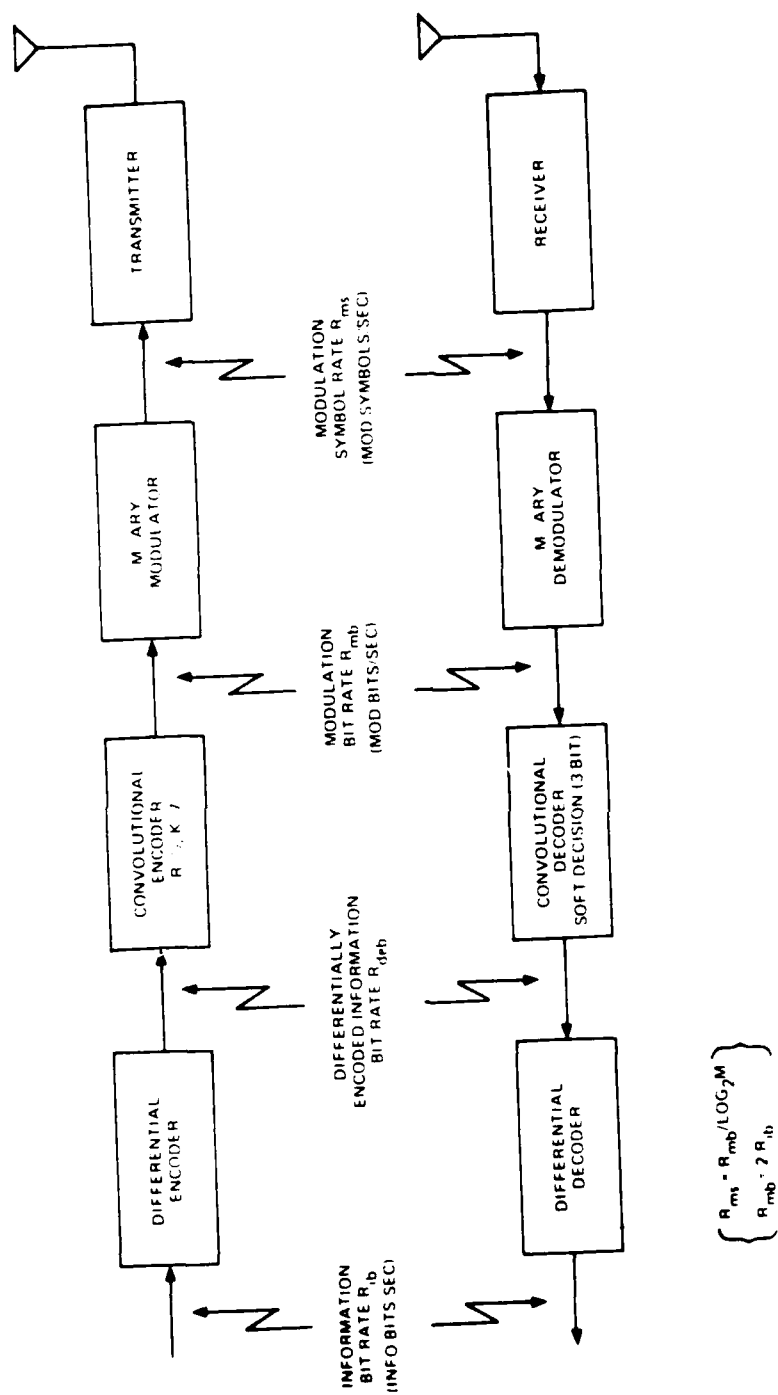 DIFFERENTIAL
ENCODER
CONVOLUTIONAL
ENCODER
R K
M ARY
MODULATOR
TRANSMITTER
INFORMATION
BIT RATE R_ib
(INFO BITS SEC)
DIFFERENTIALLY
ENCODED INFORMATION
BIT RATE R_deb
MODULATION
BIT RATE R_mb
(MOD BITS/SEC)
MODULATION
SYMBOL RATE R_ms
(MOD SYMBOLS/SEC)
DIFFERENTIAL
DECODER
CONVOLUTIONAL
DECODER
SOFT DECISION (3 BIT)
M ARY
DEMODULATOR
RECEIVER
R_ms = R_mb/LOG₂M
R_mb = 2 R_ib